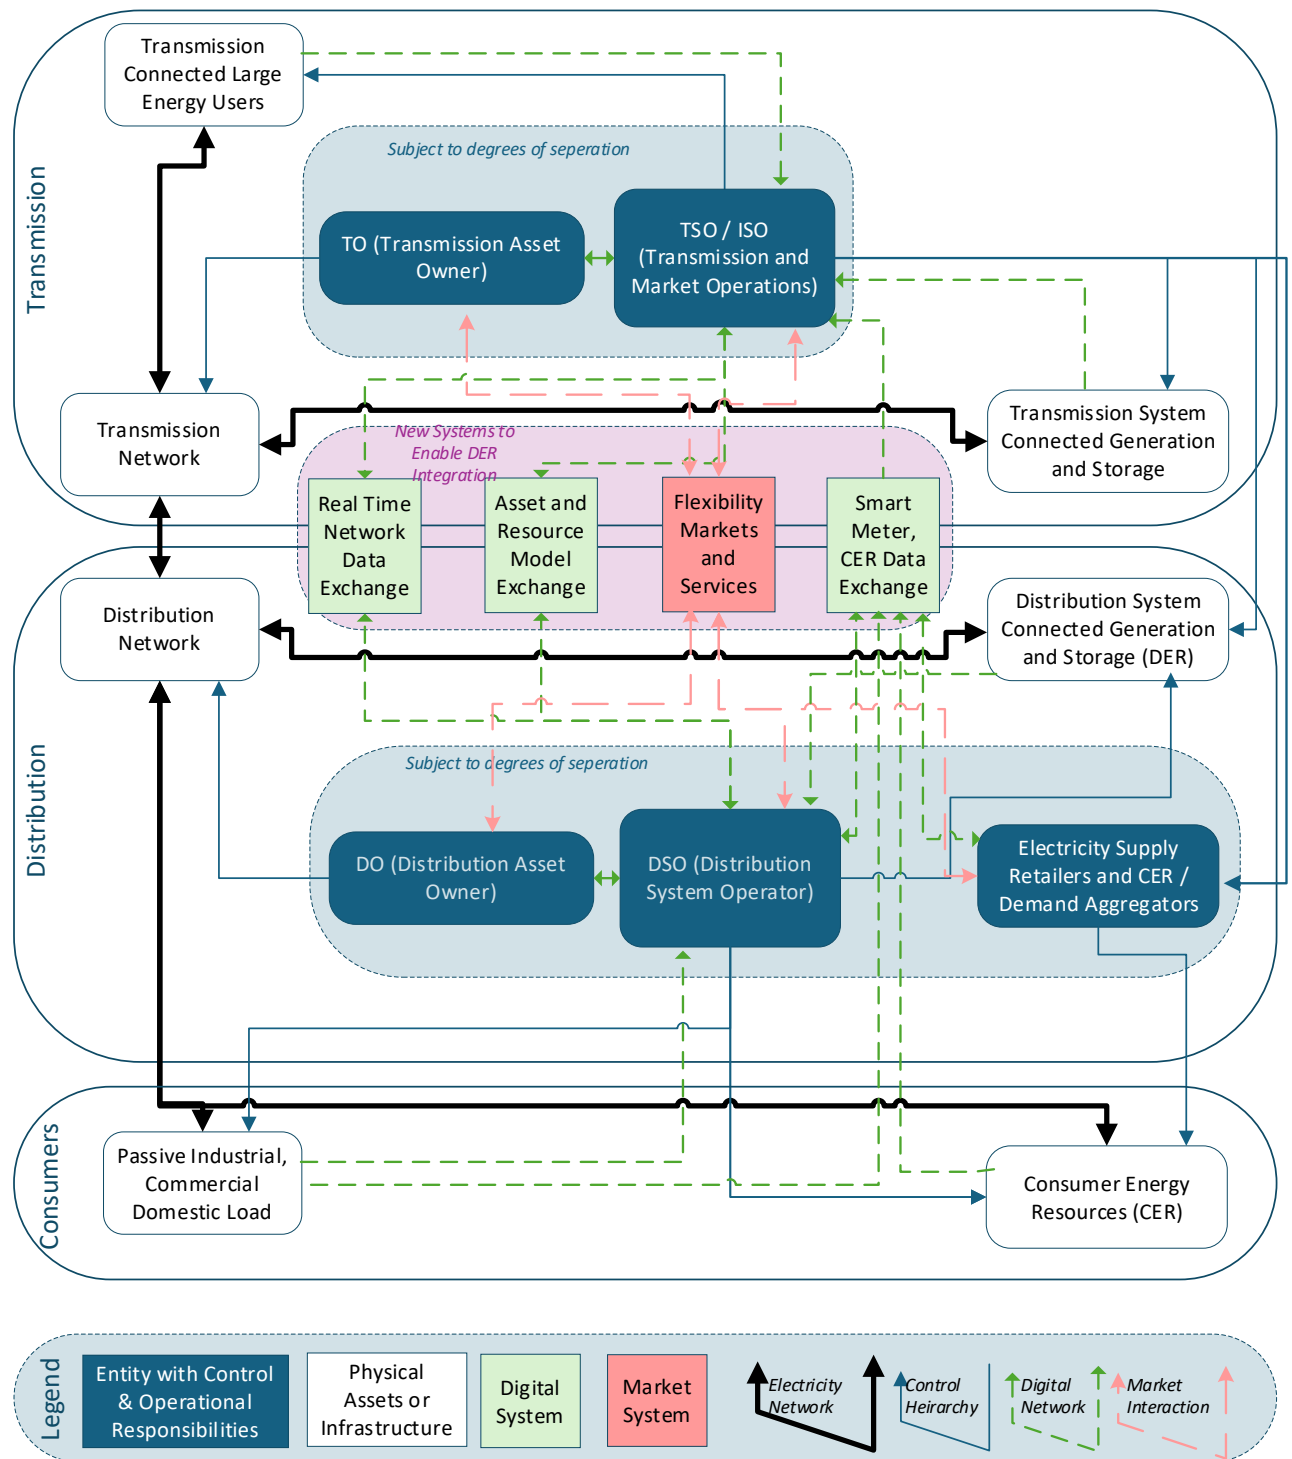 Transmission
Connected Large
Energy Users
Subject to degrees of seperation
TO (Transmission Asset
Owner)
TSO / ISO
(Transmission and
Market Operations)
Transmission
Transmission
Network
Transmission System
Connected Generation
and Storage
New Systems to
Enable DER
Integration
Real Time
Network
Data
Exchange
Asset and
Resource
Model
Exchange
Flexibility
Markets
and
Services
Smart
Meter,
CER Data
Exchange
Distribution
Network
Distribution System
Connected Generation
and Storage (DER)
Distribution
Subject to degrees of seperation
DO (Distribution Asset
Owner)
DSO (Distribution
System Operator)
Electricity Supply
Retailers and CER /
Demand Aggregators
Consumers
Passive Industrial,
Commercial
Domestic Load
Consumer Energy
Resources (CER)
Legend
Entity with Control
& Operational
Responsibilities
Physical
Assets or
Infrastructure
Digital
System
Market
System
Electricity
Network
Control
Heirarchy
Digital
Network
Market
Interaction